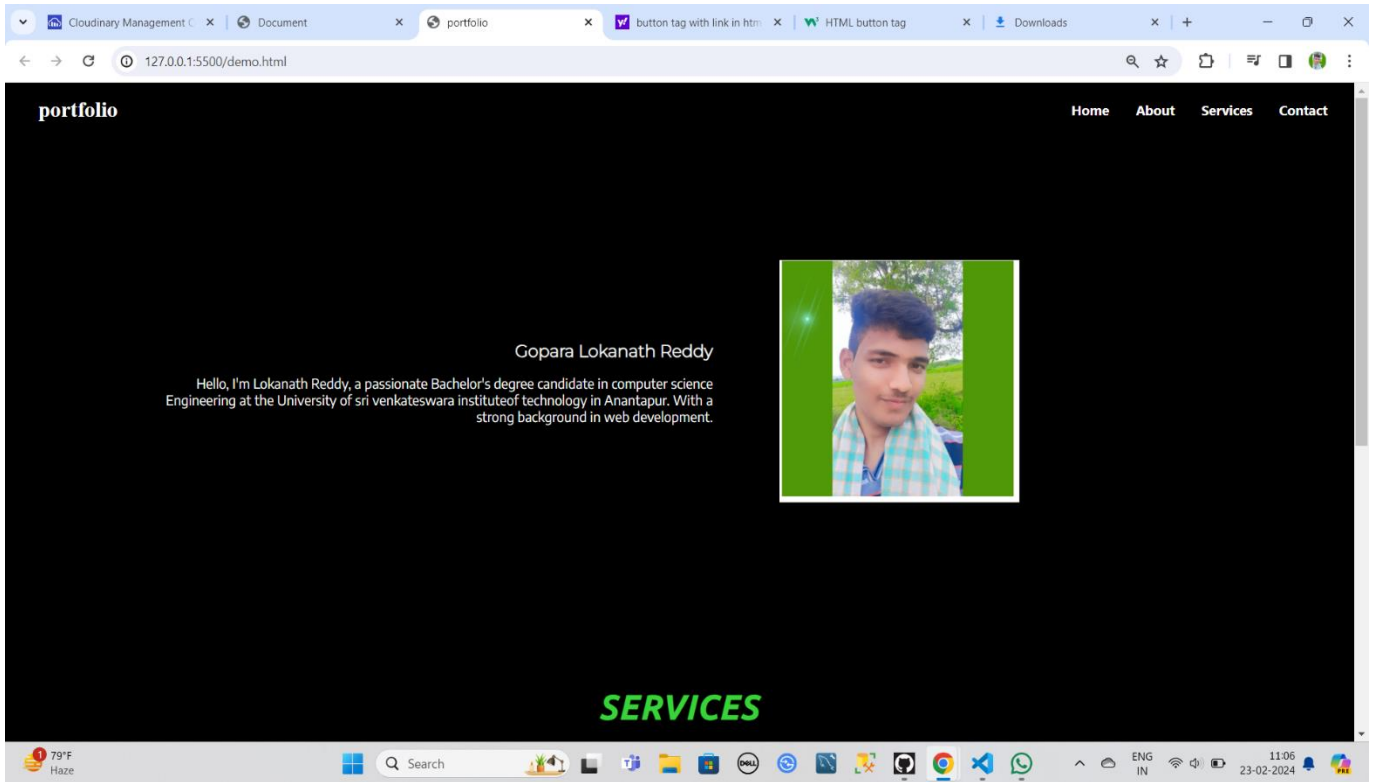 Cloudinary Management C
Document
portfolio
button tag with link in htm
HTML button tag
Downloads
127.0.0.1:5500/demo.html
portfolio
Home About Services Contact
Gopara Lokanath Reddy
Hello, I'm Lokanath Reddy, a passionate Bachelor's degree candidate in computer science
Engineering at the University of sri venkateswara instituteof technology in Anantapur. With a
strong background in web development.
SERVICES
1
79°F
Haze
Search
DELL
ENG
IN
11:06
23-02-2024
PRE